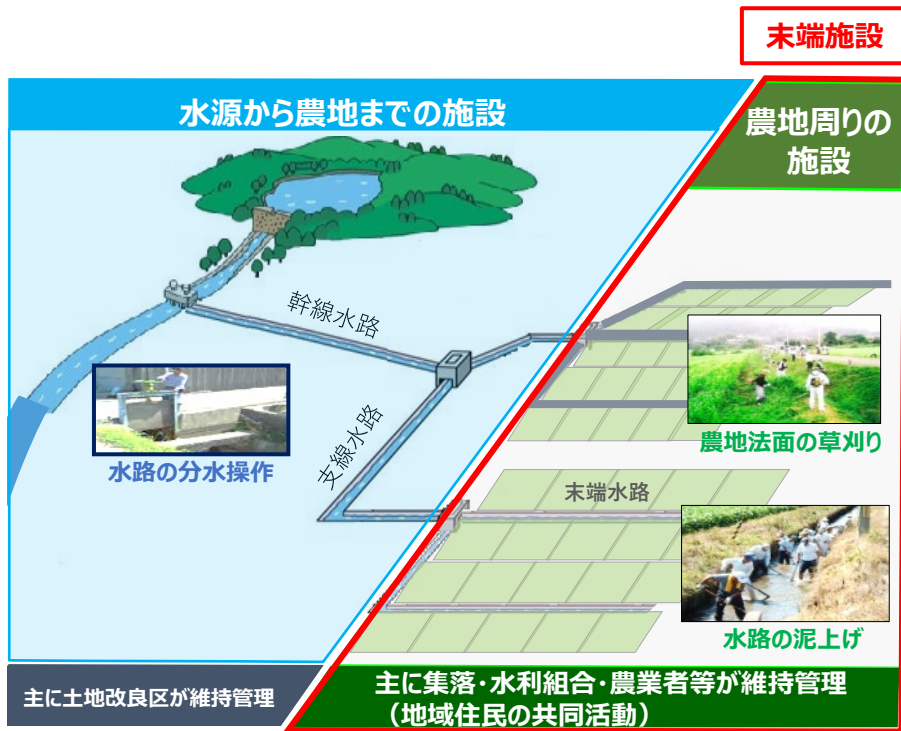 末端施設
水源から農地までの施設
農地周りの
施設
幹線水路
支線水路
水路の分水操作
農地法面の草刈り
末端水路
水路の泥上げ
主に土地改良区が維持管理
主に集落・水利組合・農業者等が維持管理
（地域住民の共同活動）